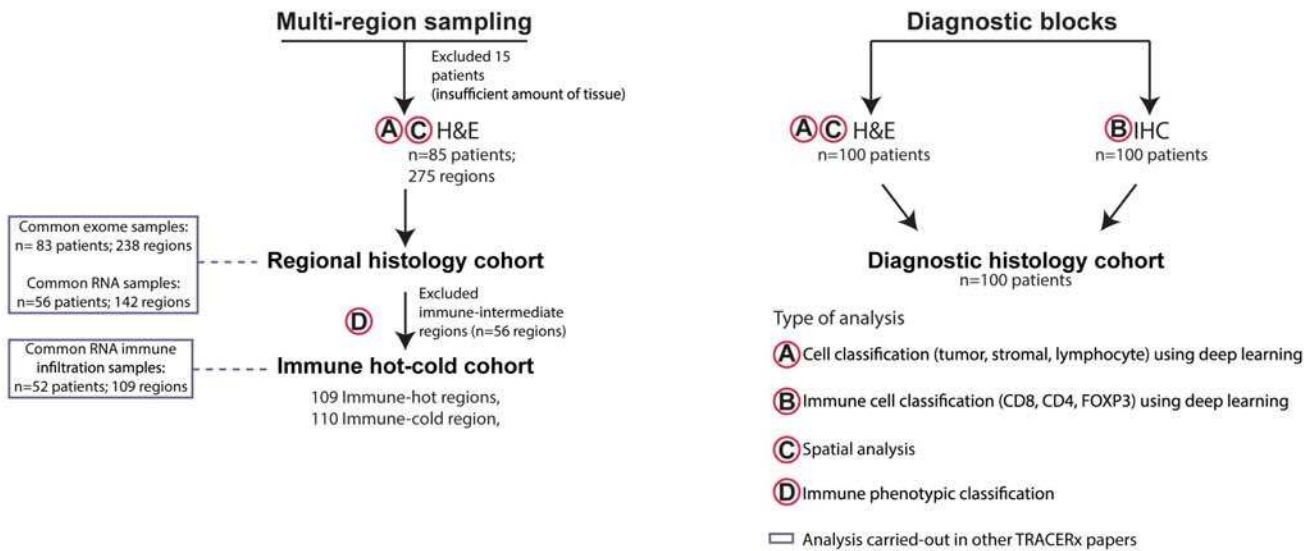 Multi-region sampling
Excluded 15
patients
(insufficient amount of tissue)
A C H&E
n=85 patients;
275 regions
Common exome samples:
n= 83 patients; 238 regions
Common RNA samples:
n=56 patients; 142 regions
Regional histology cohort
D
Excluded
immune-intermediate
regions (n=56 regions)
Common RNA immune
infiltration samples:
n=52 patients; 109 regions
Immune hot-cold cohort
109 Immune-hot regions,
110 Immune-cold region,
Diagnostic blocks
A C H&E
n=100 patients
B IHC
n=100 patients
Diagnostic histology cohort
n=100 patients
Type of analysis
A Cell classification (tumor, stromal, lymphocyte) using deep learning
B Immune cell classification (CD8, CD4, FOXP3) using deep learning
C Spatial analysis
D Immune phenotypic classification
Analysis carried-out in other TRACERx papers